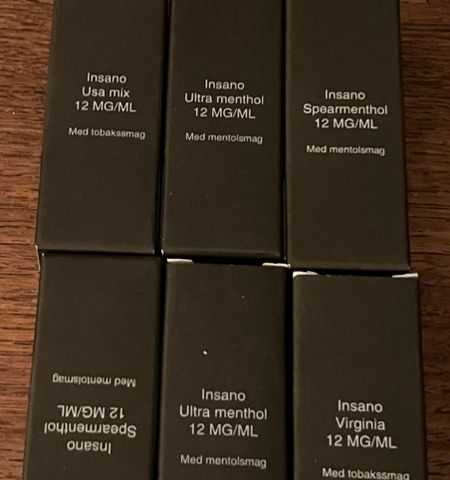 Insano
Usa mix
12 MG/ML
Med tobakssmag
Insano
Ultra menthol
12 MG/ML
Med mentolsmag
Insano
Spearmenthol
12 MG/ML
Med mentolsmag
Insano
Spearmenthol
12 MG/ML
Med mentolsmag
Insano
Ultra menthol
12 MG/ML
Med mentolsmag
Insano
Virginia
12 MG/ML
Med tobakssmag